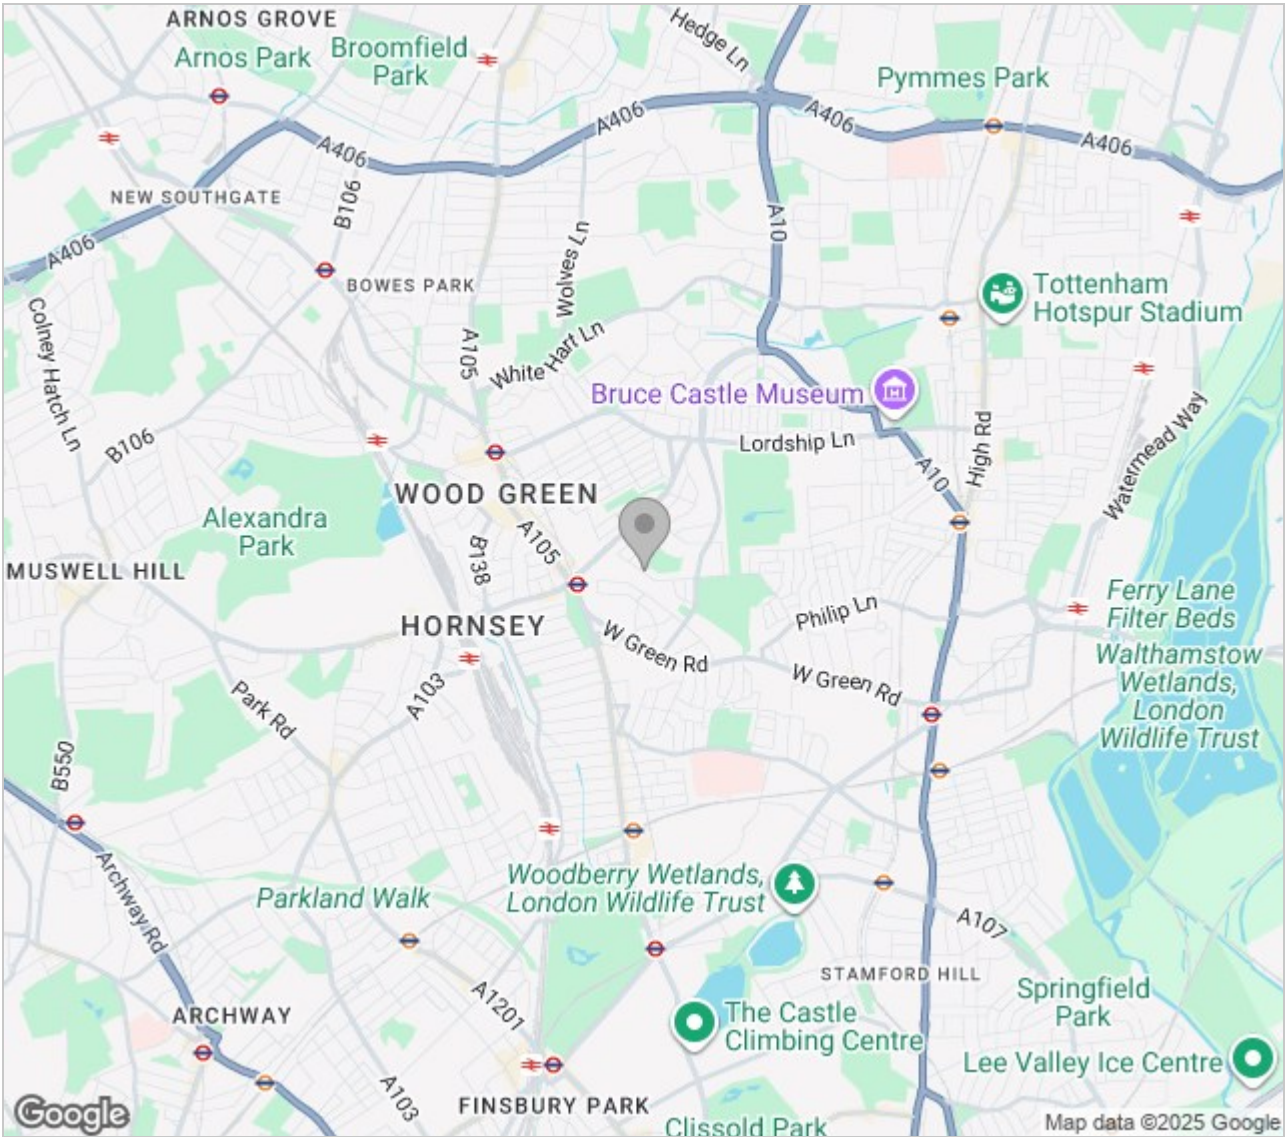 ARNOS GROVE
Arnos Park
Broomfield
Park
Hedge Ln
Pymmes Park
A406
A406
A406
A406
NEW SOUTHGATE
B106
A10
A406
Wolves Ln
BOWES PARK
Tottenham
Hotspur Stadium
Colney Hatch Ln
A105
White Hart Ln
Bruce Castle Museum
B106
Lordship Ln
High Rd
Watermead Way
A10
WOOD GREEN
Alexandra
Park
A105
B138
MUSWELL HILL
Ferry Lane
Filter Beds
Philip Ln
HORNSEY
W Green Rd
Walthamstow
Wetlands,
London
Wildlife Trust
W Green Rd
A103
Park Rd
B550
Archway Rd
Woodberry Wetlands,
London Wildlife Trust
Parkland Walk
A107
STAMFORD HILL
A1201
Springfield
Park
ARCHWAY
The Castle
Climbing Centre
Lee Valley Ice Centre
A103
FINSBURY PARK
Clissold Park
Google
Map data ©2025 Google